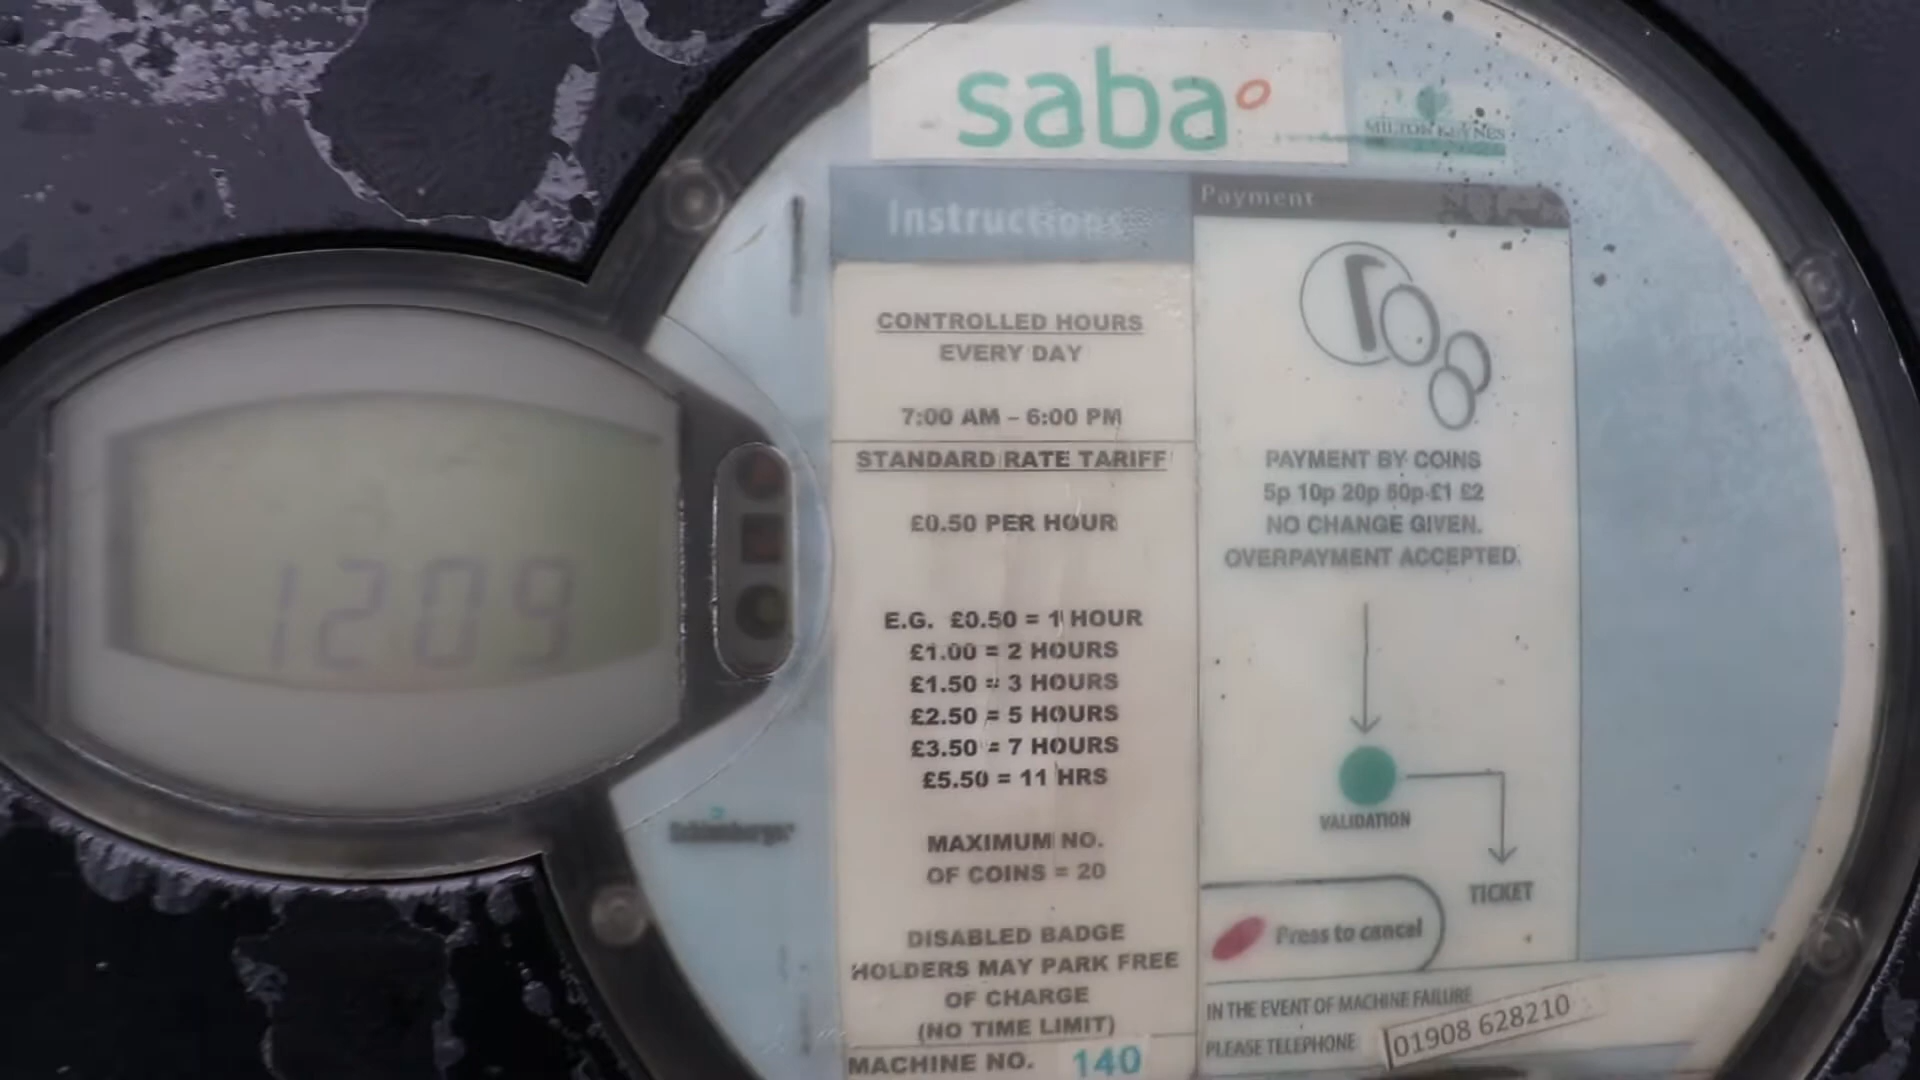 saba
MILTON KEYNES
Instructions
CONTROLLED HOURS
EVERY DAY
7:00 AM – 6:00 PM
STANDARD RATE TARIFF
£0.50 PER HOUR
E.G. £0.50 = 1 HOUR
£1.00 = 2 HOURS
£1.50 = 3 HOURS
£2.50 = 5 HOURS
£3.50 = 7 HOURS
£5.50 = 11 HRS
MAXIMUM NO.
OF COINS = 20
DISABLED BADGE
HOLDERS MAY PARK FREE
OF CHARGE
(NO TIME LIMIT)
MACHINE NO. 140
Payment
PAYMENT BY COINS
5p 10p 20p 50p £1 £2
NO CHANGE GIVEN.
OVERPAYMENT ACCEPTED.
VALIDATION
TICKET
Press to cancel
IN THE EVENT OF MACHINE FAILURE
PLEASE TELEPHONE 01908 628210
1209
Schlumberger